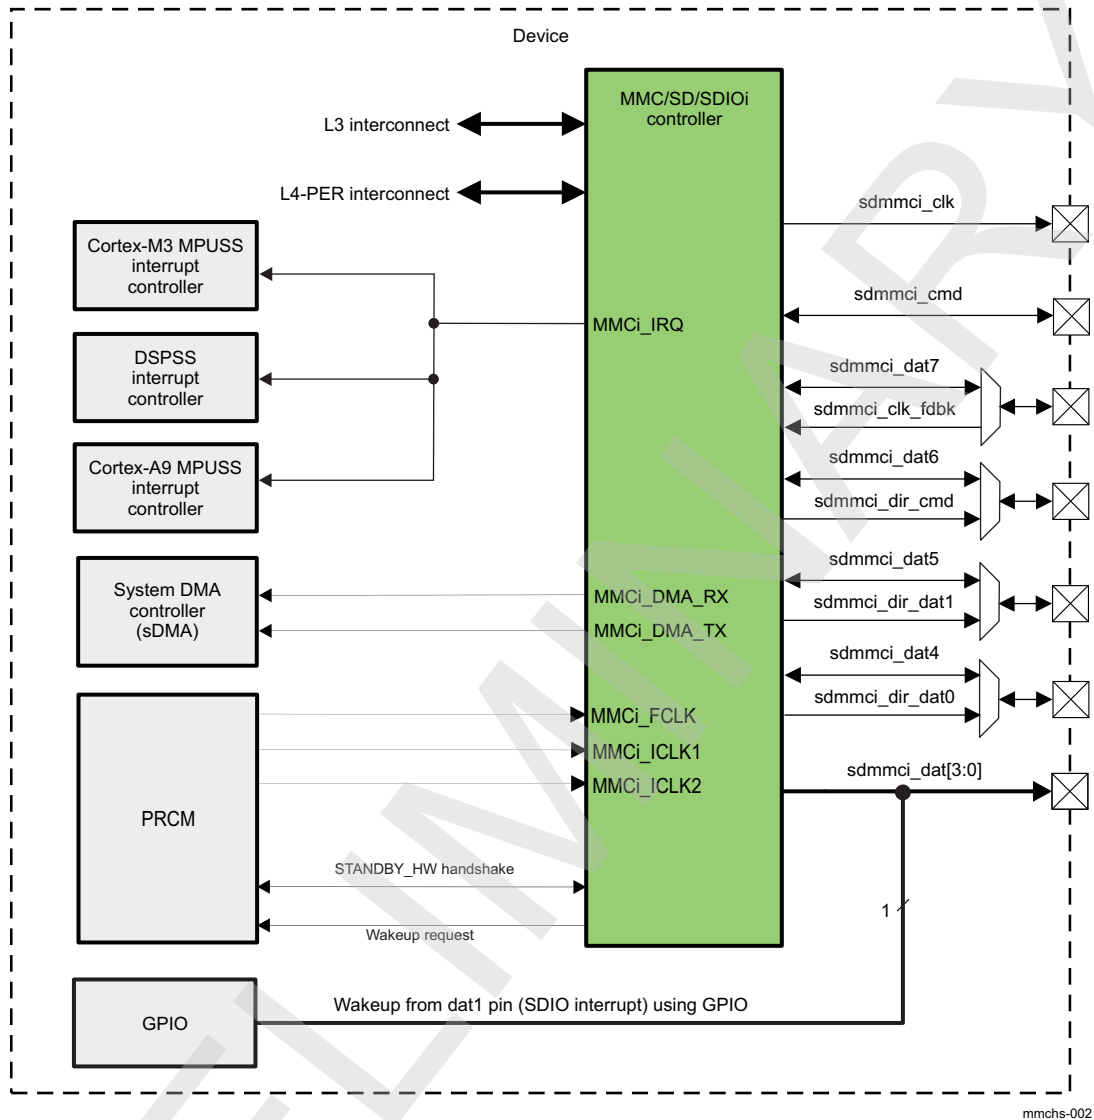 Device
MMC/SD/SDIOi
controller
L3 interconnect
L4-PER interconnect
sdmmci_clk
Cortex-M3 MPUSS
interrupt
controller
sdmmci_cmd
MMCi_IRQ
DSPSS
interrupt
controller
sdmmci_dat7
sdmmci_clk_fdbk
Cortex-A9 MPUSS
interrupt
controller
sdmmci_dat6
sdmmci_dir_cmd
System DMA
controller
(sDMA)
MMCi_DMA_RX
MMCi_DMA_TX
sdmmci_dat5
sdmmci_dir_dat1
sdmmci_dat4
sdmmci_dir_dat0
PRCM
MMCi_FCLK
MMCi_ICLK1
MMCi_ICLK2
sdmmci_dat[3:0]
STANDBY_HW handshake
Wakeup request
1
GPIO
Wakeup from dat1 pin (SDIO interrupt) using GPIO
mmchs-002